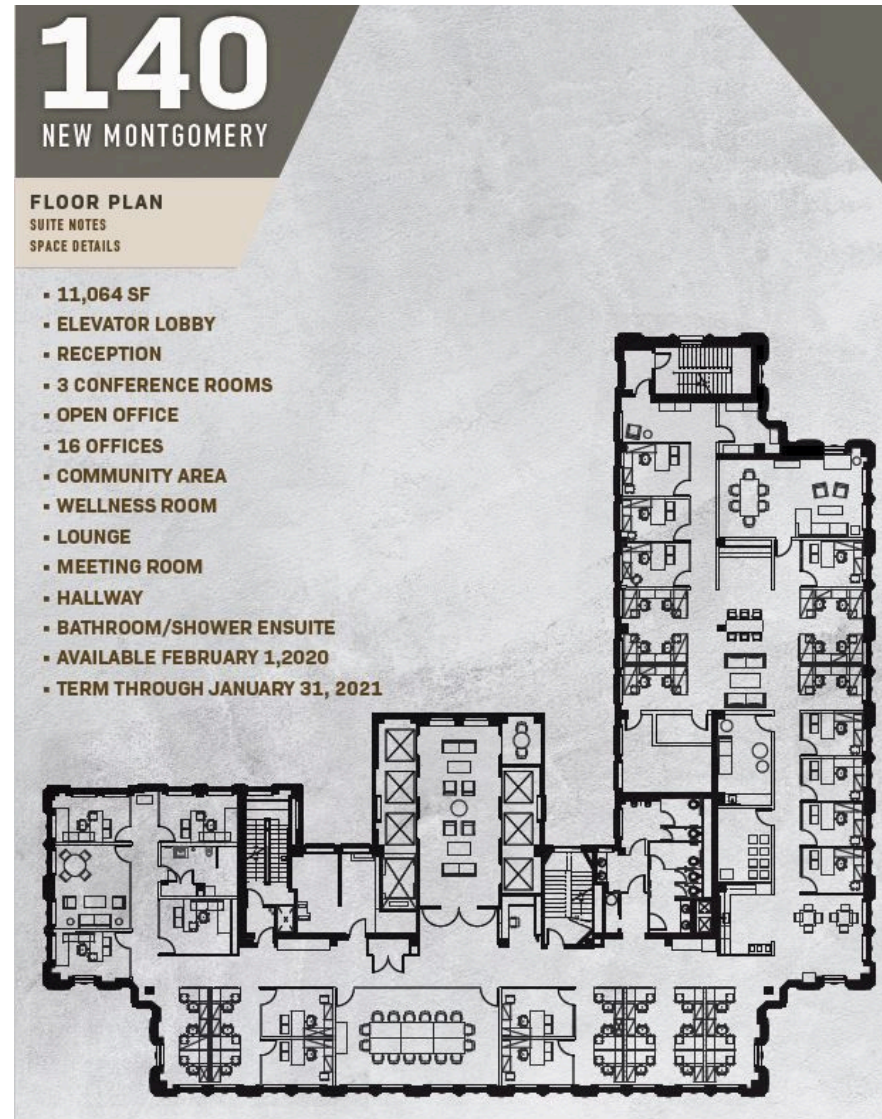 140
NEW MONTGOMERY
FLOOR PLAN
SUITE NOTES
SPACE DETAILS
▪ 11,064 SF
▪ ELEVATOR LOBBY
▪ RECEPTION
▪ 3 CONFERENCE ROOMS
▪ OPEN OFFICE
▪ 16 OFFICES
▪ COMMUNITY AREA
▪ WELLNESS ROOM
▪ LOUNGE
▪ MEETING ROOM
▪ HALLWAY
▪ BATHROOM/SHOWER ENSUITE
▪ AVAILABLE FEBRUARY 1,2020
▪ TERM THROUGH JANUARY 31, 2021